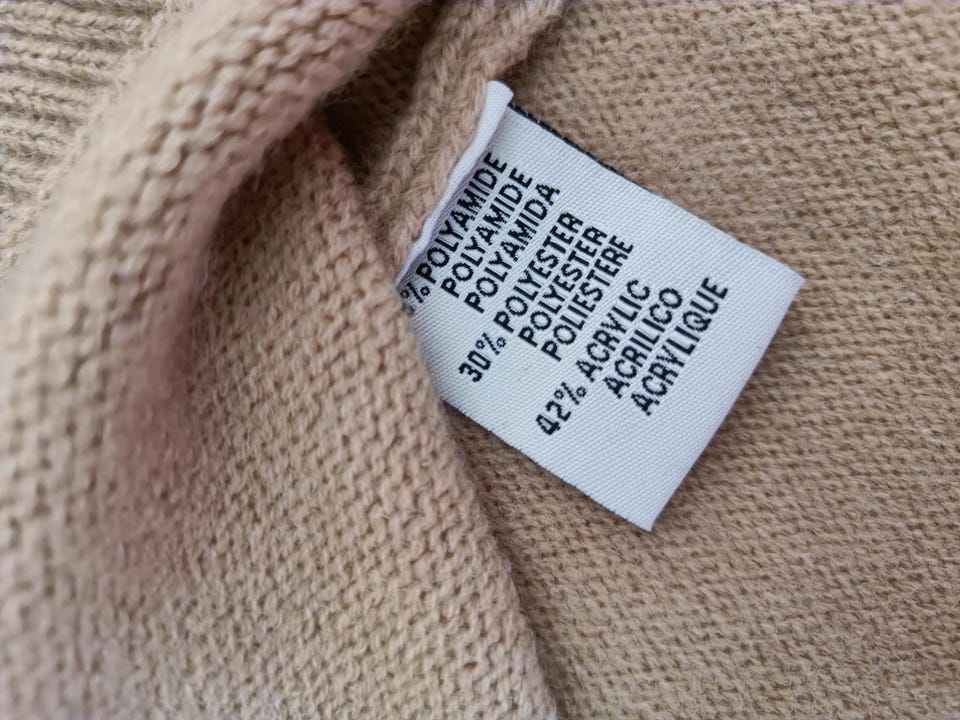 % POLYAMIDE
POLYAMIDE
POLYAMIDA
30% POLYESTER
POLYESTER
POLIESTERE
42% ACRYLIC
ACRILICO
ACRYLIQUE